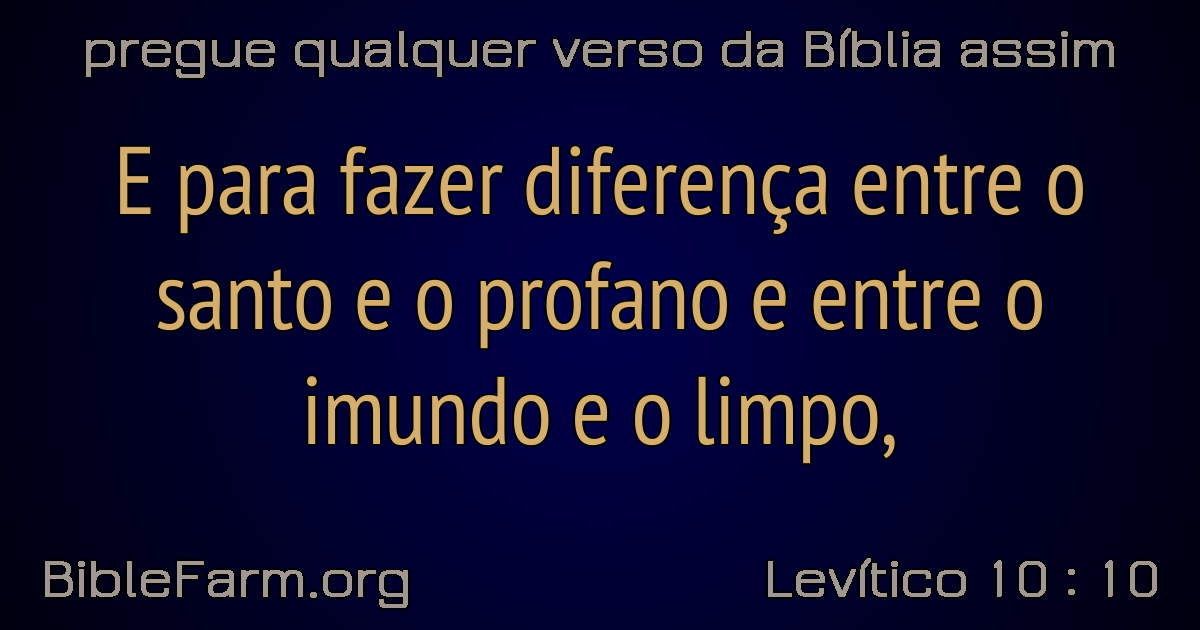 pregue qualquer verso da Bíblia assim
E para fazer diferença entre o
santo e o profano e entre o
imundo e o limpo,
BibleFarm.org
Levítico 10 : 10